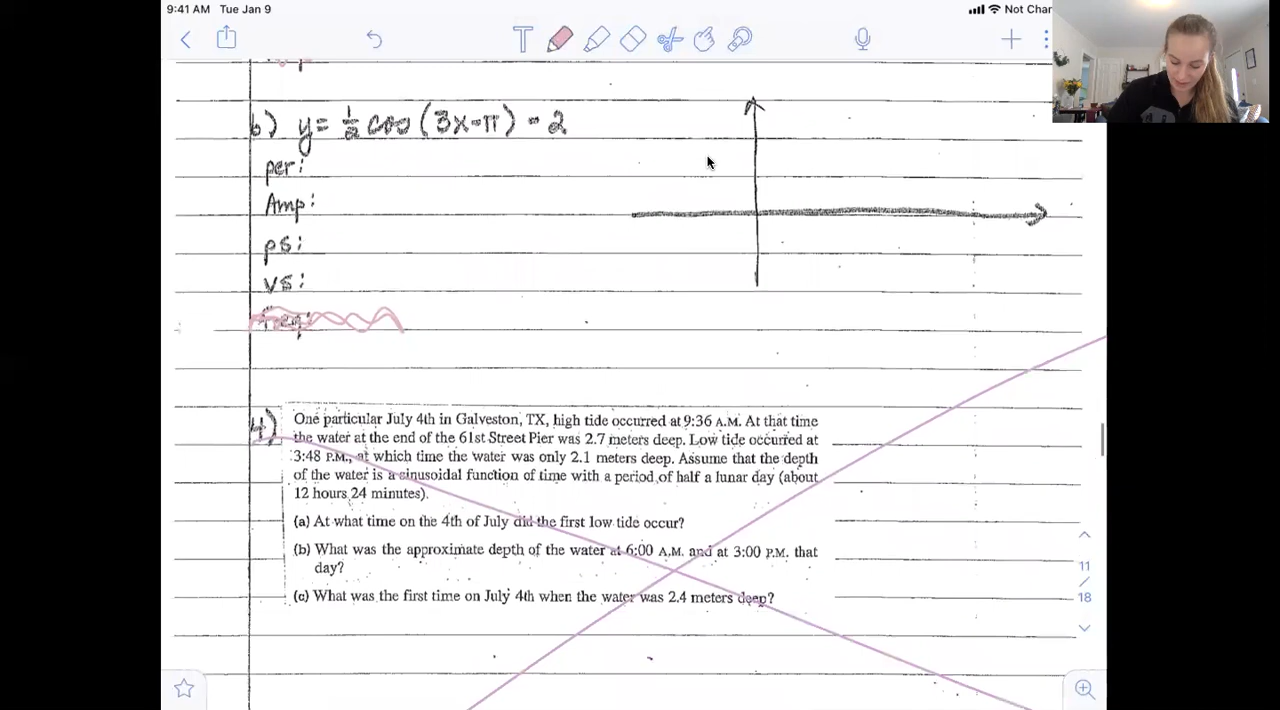 9:41 AM Tue Jan 9
Not Char
b) y = 1/2 cos (3x-π) - 2
per:
Amp:
ps:
vs:
freq:
4)
One particular July 4th in Galveston, TX, high tide occurred at 9:36 A.M. At that time
the water at the end of the 61st Street Pier was 2.7 meters deep. Low tide occurred at
3:48 P.M., at which time the water was only 2.1 meters deep. Assume that the depth
of the water is a sinusoidal function of time with a period of half a lunar day (about
12 hours 24 minutes).
(a) At what time on the 4th of July did the first low tide occur?
(b) What was the approximate depth of the water at 6:00 A.M. and at 3:00 P.M. that
day?
(c) What was the first time on July 4th when the water was 2.4 meters deep?
11
/
18